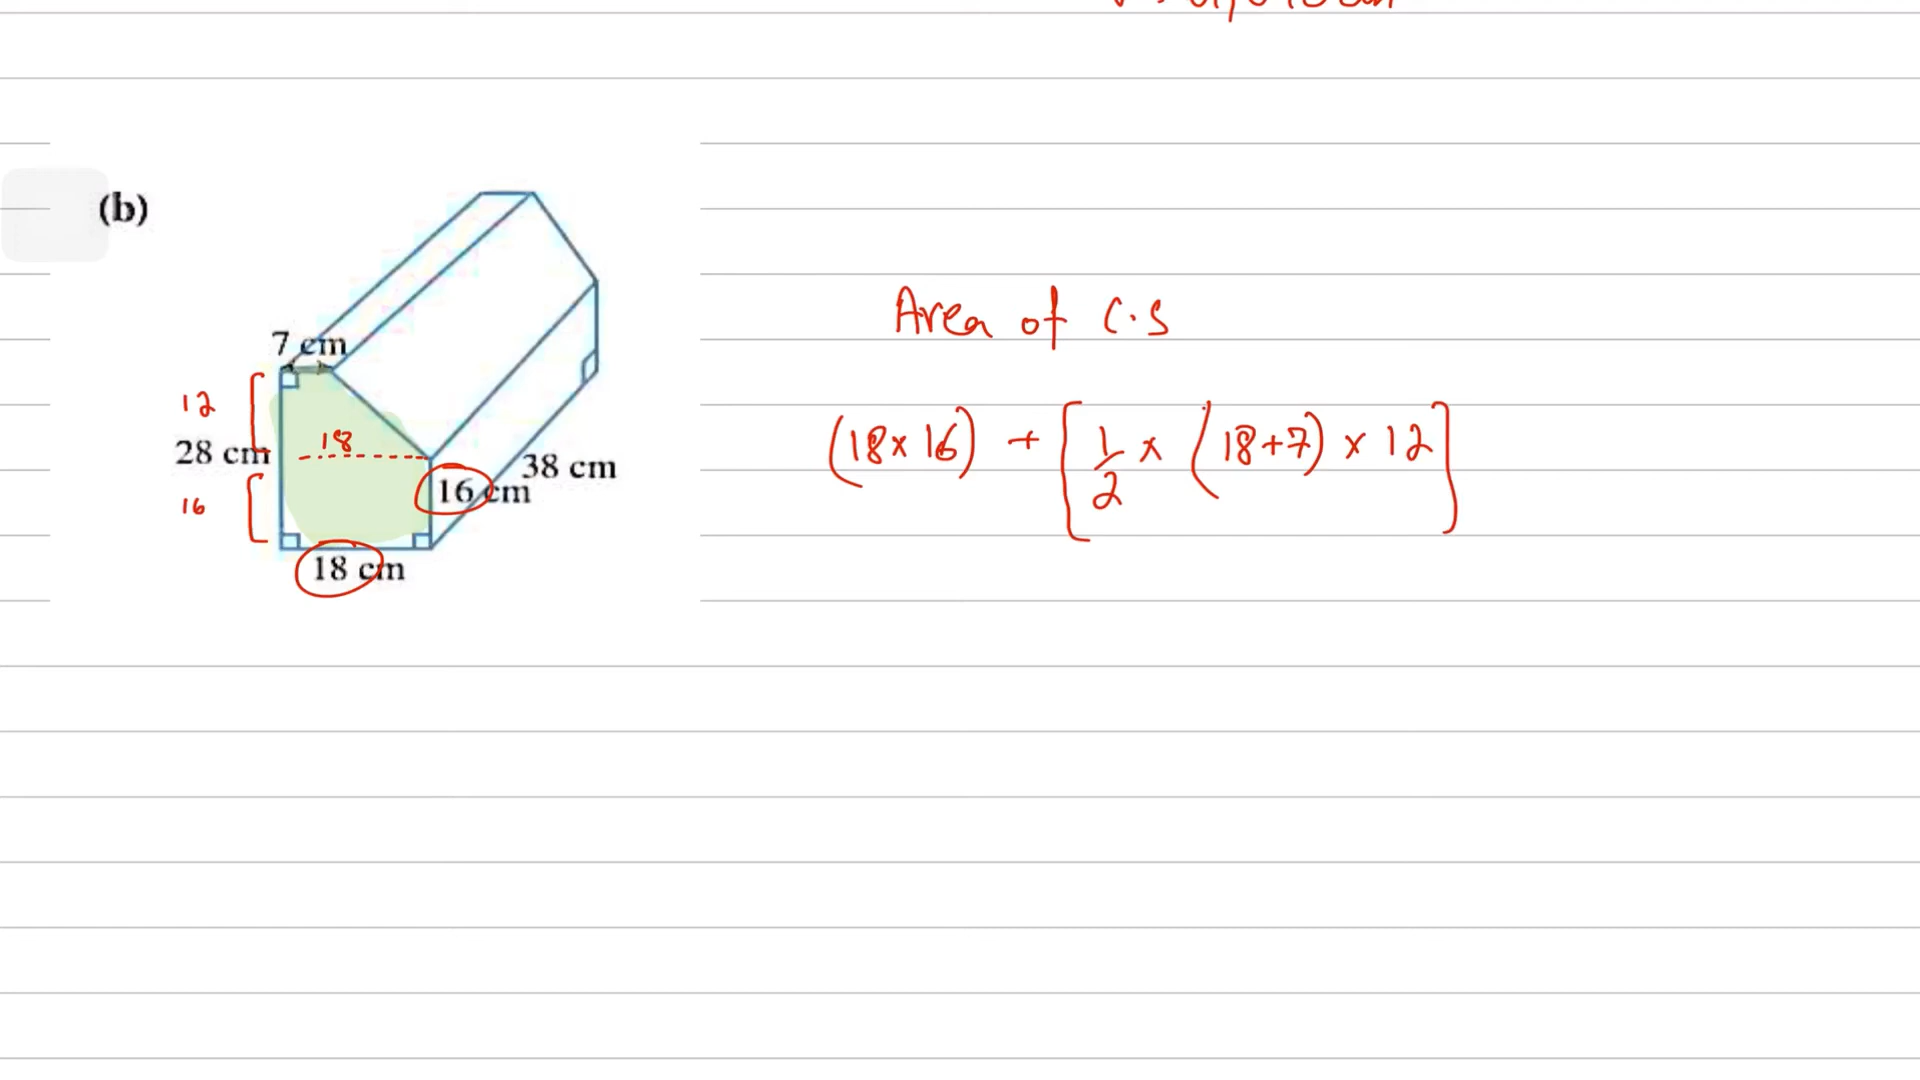 (b)
7 cm
12
28 cm
18
38 cm
16 cm
16
18 cm
Area of C.S
(18 x 16) + [1/2 x (18+7) x 12]